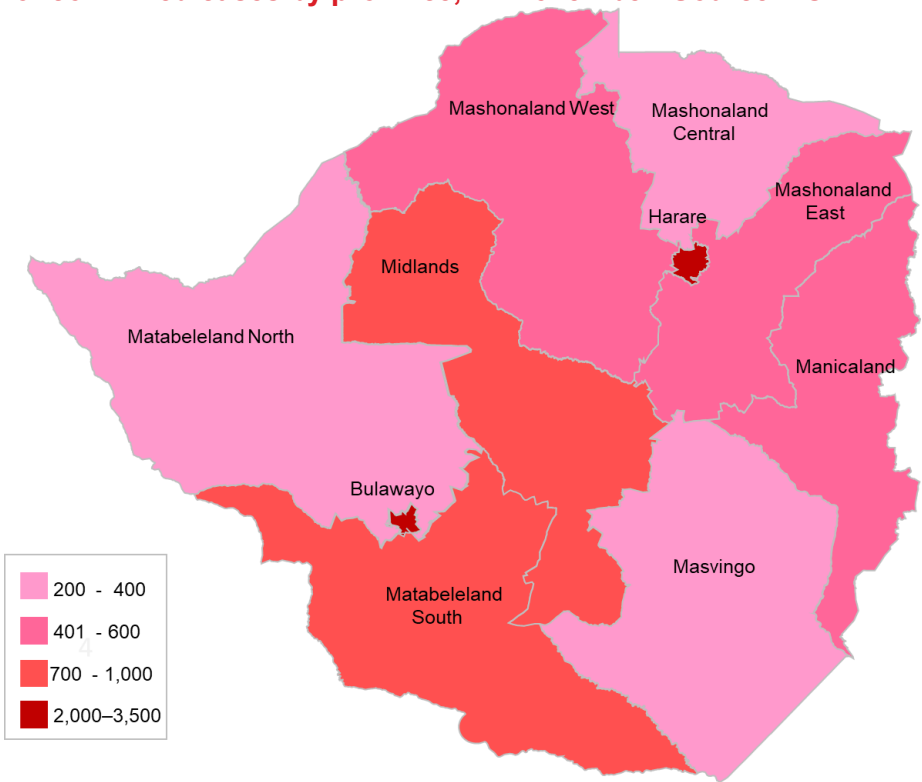 Mashonaland West
Mashonaland
Central
Mashonaland
East
Harare
Midlands
Matabeleland North
Manicaland
Bulawayo
Masvingo
Matabeleland
South
200 - 400
401 - 600
4
700 - 1,000
2,000–3,500